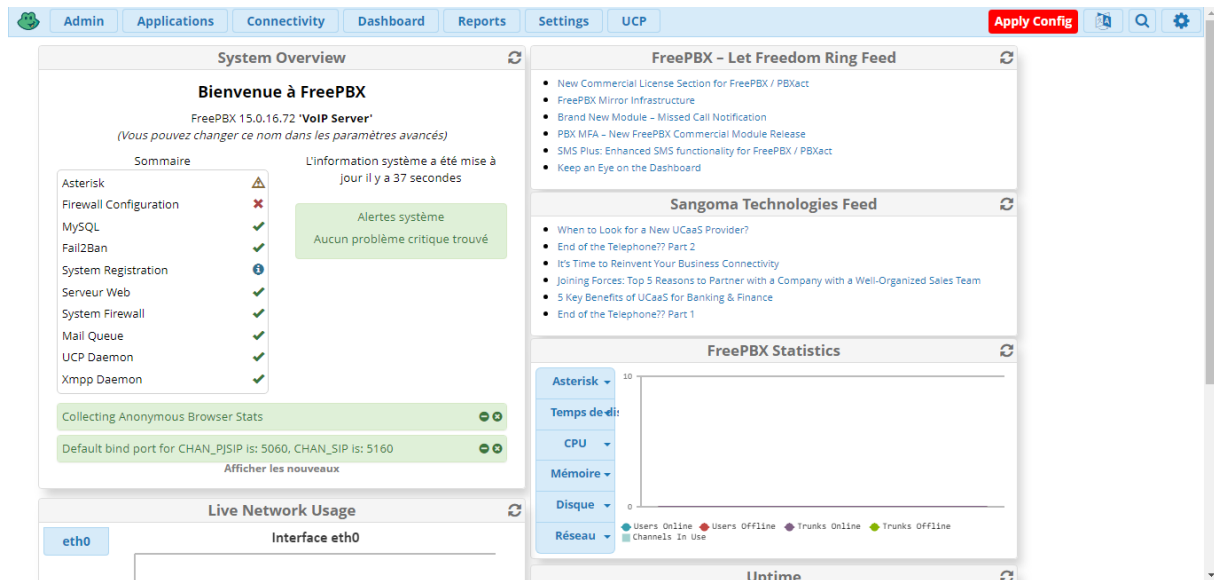 Admin
Applications
Connectivity
Dashboard
Reports
Settings
UCP
Apply Config
System Overview
Bienvenue à FreePBX
FreePBX 15.0.16.72 'VoIP Server'
(Vous pouvez changer ce nom dans les paramètres avancés)
Sommaire
Asterisk
Firewall Configuration
MySQL
Fail2Ban
System Registration
Serveur Web
System Firewall
Mail Queue
UCP Daemon
Xmpp Daemon
L'information système a été mise à
jour il y a 37 secondes
Alertes système
Aucun problème critique trouvé
Collecting Anonymous Browser Stats
Default bind port for CHAN_PJSIP is: 5060, CHAN_SIP is: 5160
Afficher les nouveaux
Live Network Usage
eth0
Interface eth0
FreePBX – Let Freedom Ring Feed
New Commercial License Section for FreePBX / PBXact
FreePBX Mirror Infrastructure
Brand New Module – Missed Call Notification
PBX MFA – New FreePBX Commercial Module Release
SMS Plus: Enhanced SMS functionality for FreePBX / PBXact
Keep an Eye on the Dashboard
Sangoma Technologies Feed
When to Look for a New UCaaS Provider?
End of the Telephone?? Part 2
It's Time to Reinvent Your Business Connectivity
Joining Forces: Top 5 Reasons to Partner with a Company with a Well-Organized Sales Team
5 Key Benefits of UCaaS for Banking & Finance
End of the Telephone?? Part 1
FreePBX Statistics
Asterisk
Temps de dis
CPU
Mémoire
Disque
Réseau
10
0
Users Online Users Offline Trunks Online Trunks Offline
Channels In Use
Uptime